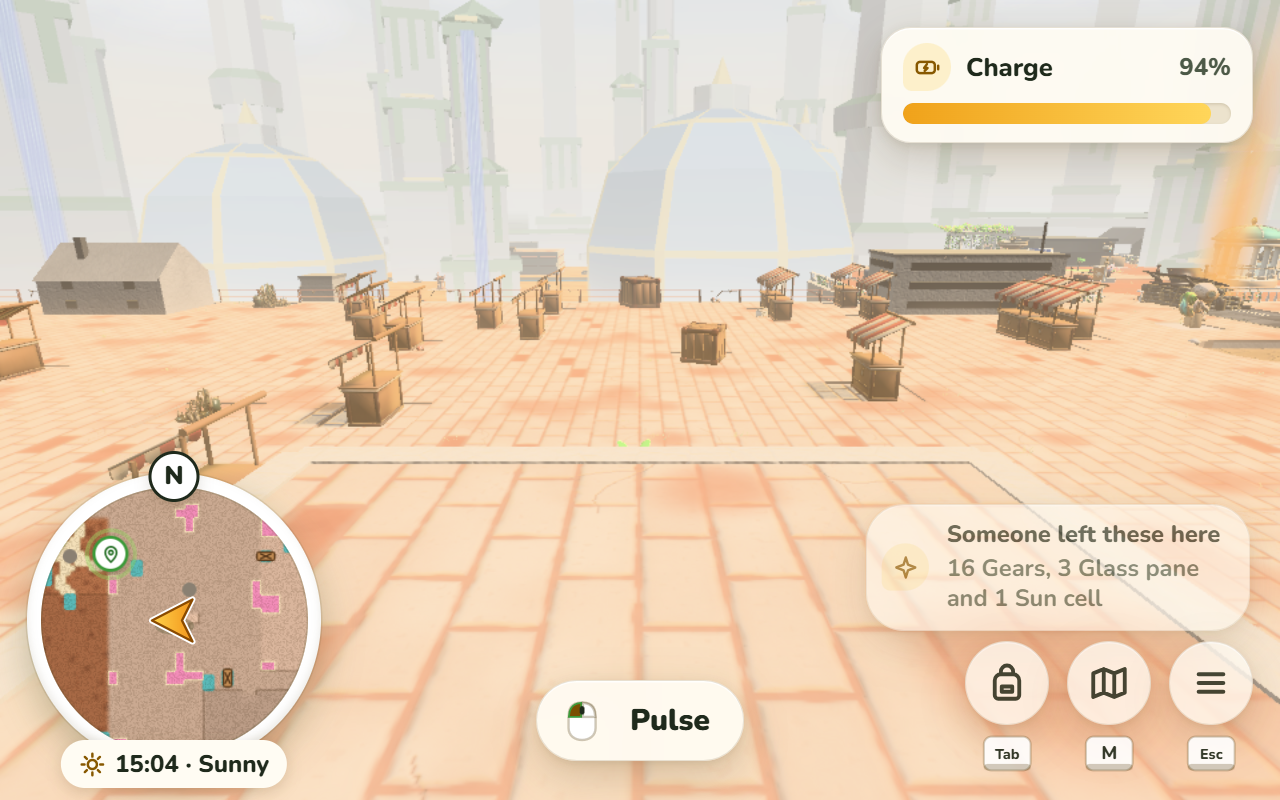 Charge 94%
N
Someone left these here
16 Gears, 3 Glass pane
and 1 Sun cell
Pulse
15:04 · Sunny
Tab
M
Esc